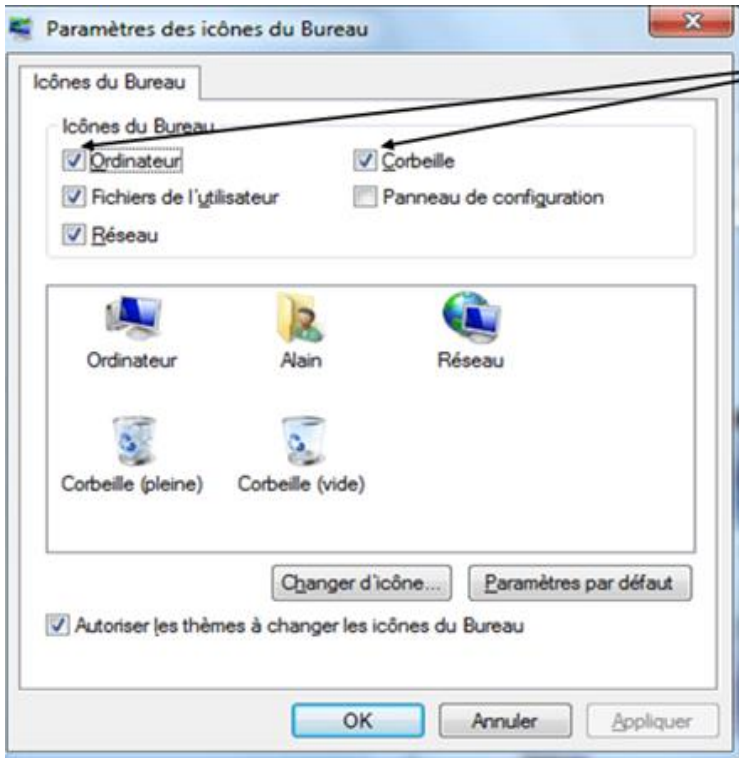 Paramètres des icônes du Bureau
Icônes du Bureau
Icônes du Bureau
Ordinateur
Corbeille
Fichiers de l'utilisateur
Panneau de configuration
Réseau
Ordinateur
Alain
Réseau
Corbeille (pleine)
Corbeille (vide)
Changer d'icône...
Paramètres par défaut
Autoriser les thèmes à changer les icônes du Bureau
OK
Annuler
Appliquer